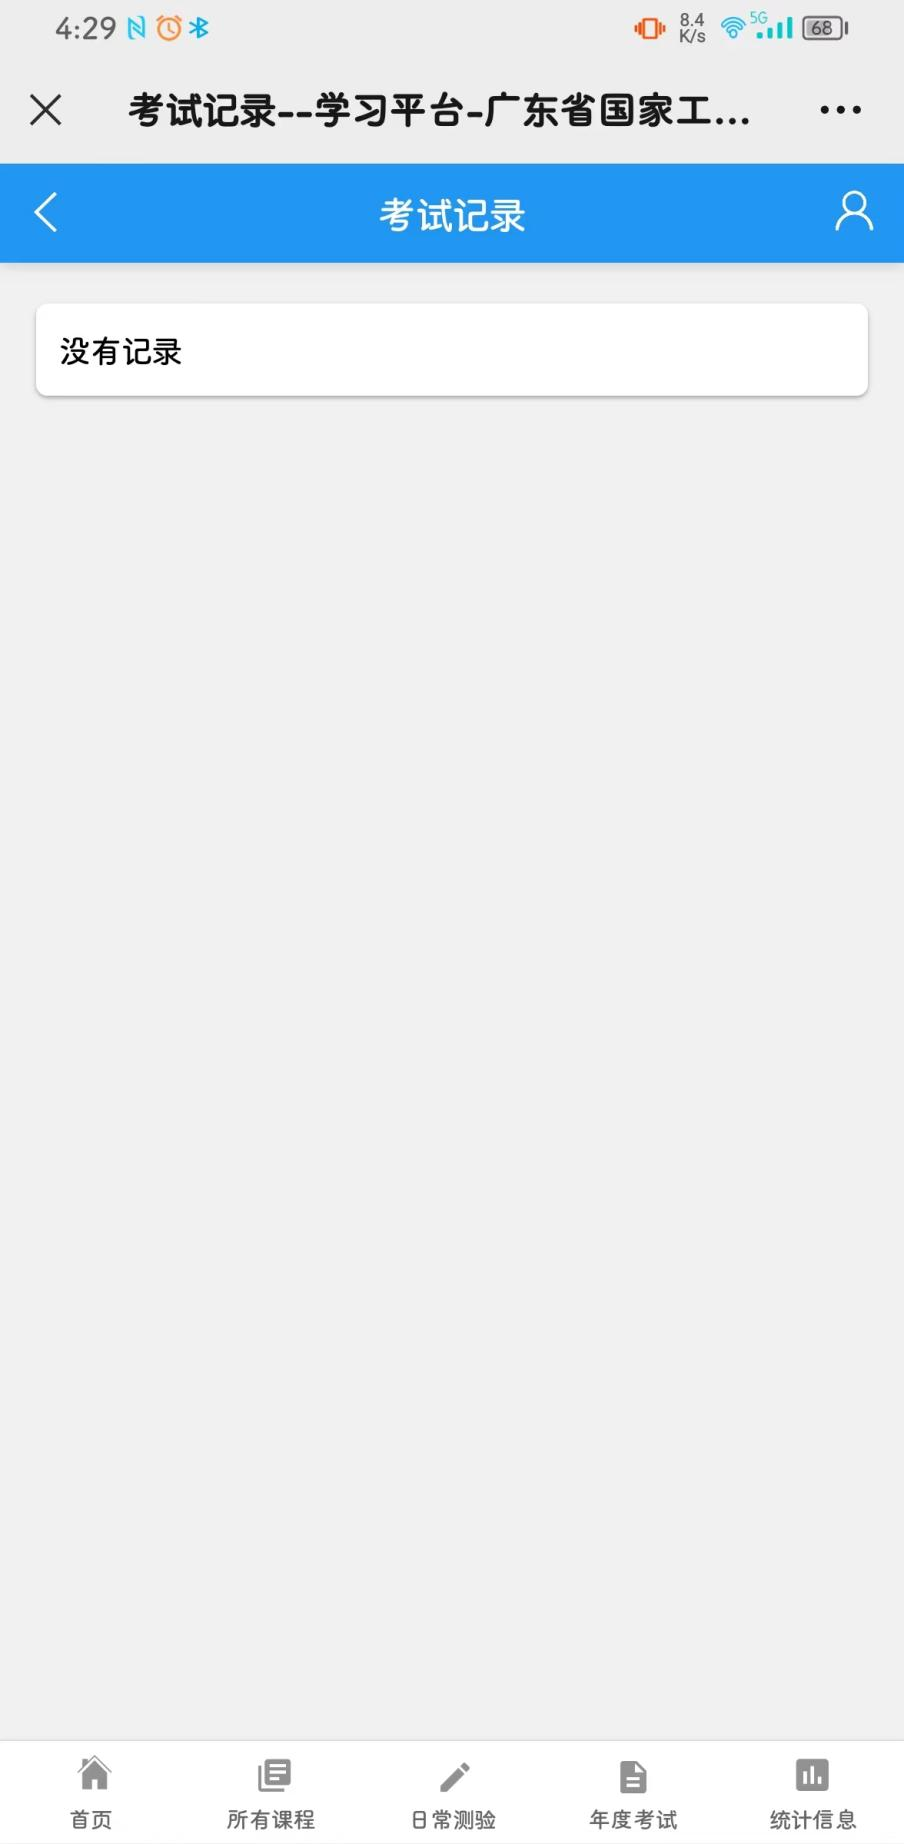 4:29
8.4
K/s
5G
68
考试记录--学习平台-广东省国家工...
考试记录
没有记录
首页
所有课程
日常测验
年度考试
统计信息